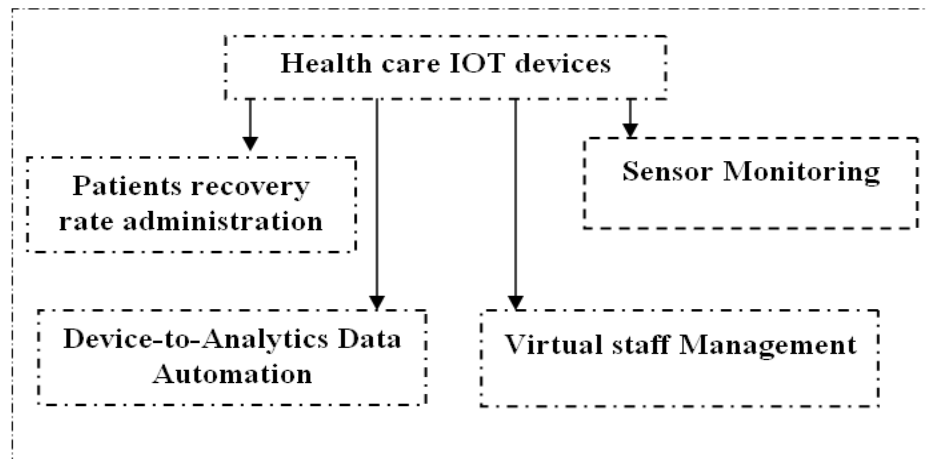 Health care IOT devices
Patients recovery
rate administration
Sensor Monitoring
Device-to-Analytics Data
Automation
Virtual staff Management